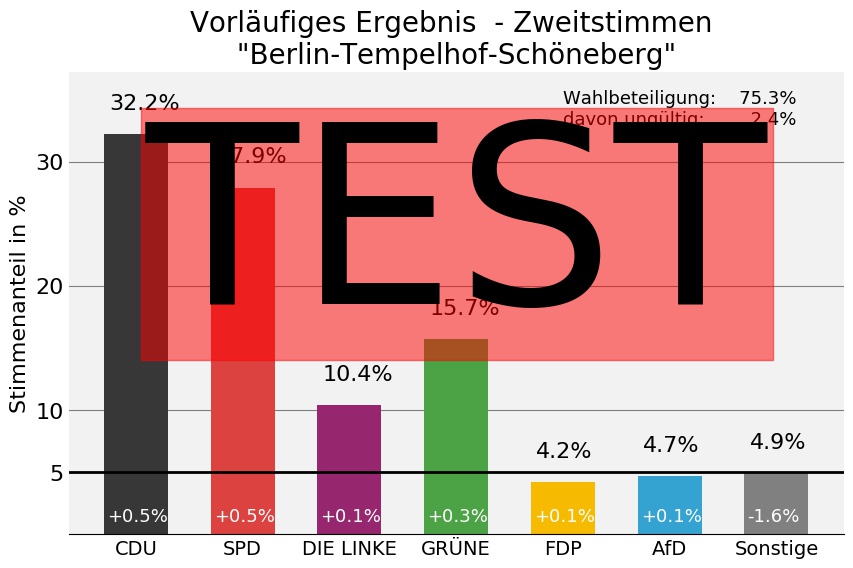 Vorläufiges Ergebnis - Zweitstimmen
"Berlin-Tempelhof-Schöneberg"
Wahlbeteiligung: 75.3%
davon ungültig: 2.4%
TEST
Stimmenanteil in %
30
20
10
5
32.2%
7.9%
10.4%
15.7%
4.2%
4.7%
4.9%
+0.5% +0.5% +0.1% +0.3% +0.1% +0.1% -1.6%
CDU SPD DIE LINKE GRÜNE FDP AfD Sonstige